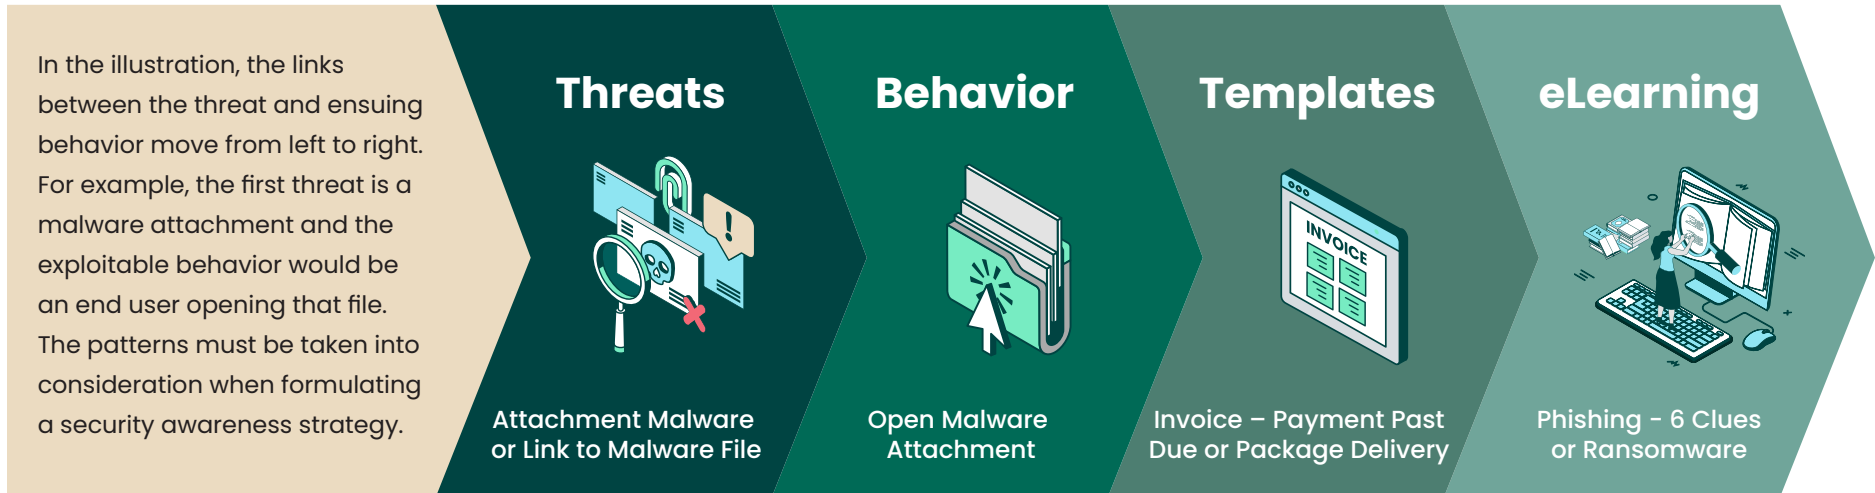 In the illustration, the links
between the threat and ensuing
behavior move from left to right.
For example, the first threat is a
malware attachment and the
exploitable behavior would be
an end user opening that file.
The patterns must be taken into
consideration when formulating
a security awareness strategy.
Threats
Attachment Malware
or Link to Malware File
Behavior
Open Malware
Attachment
Templates
INVOICE
Invoice – Payment Past
Due or Package Delivery
eLearning
Phishing - 6 Clues
or Ransomware